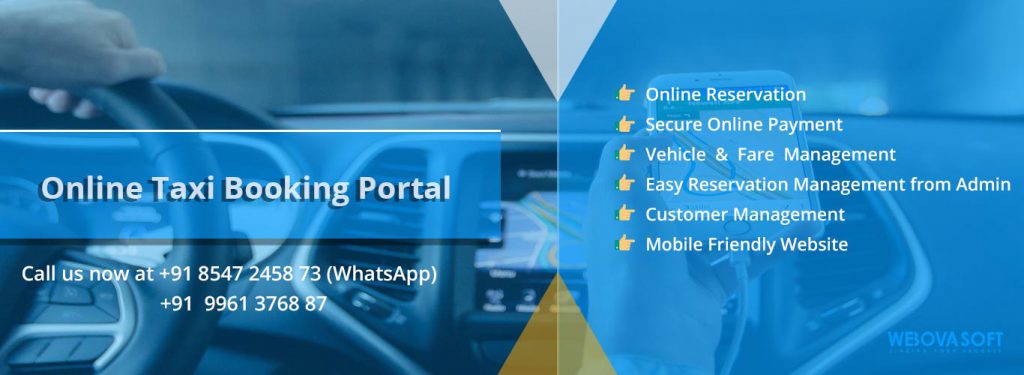 Online Taxi Booking Portal
Call us now at +91 8547 2458 73 (WhatsApp)
+91 9961 3768 87
Online Reservation
Secure Online Payment
Vehicle & Fare Management
Easy Reservation Management from Admin
Customer Management
Mobile Friendly Website
Menu
WEBOVASOFT